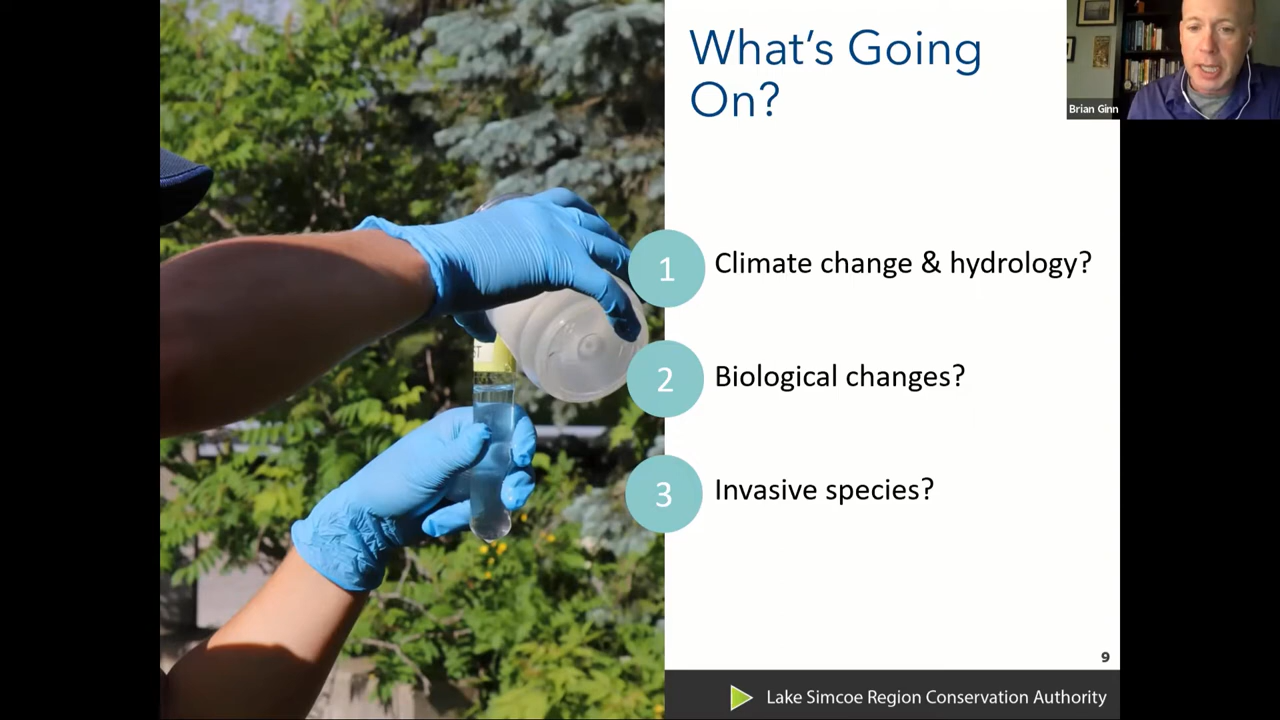 What's Going
On?
Brian Ginn
1 Climate change & hydrology?
2 Biological changes?
3 Invasive species?
9
Lake Simcoe Region Conservation Authority